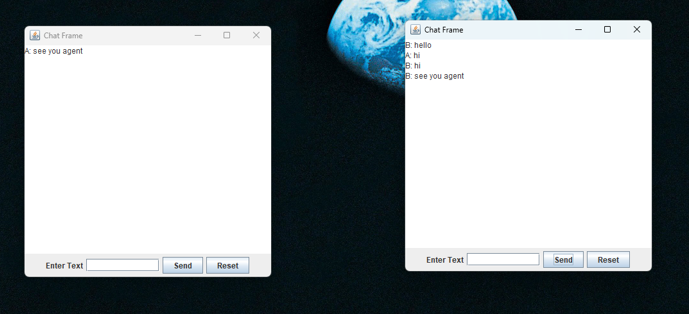 Chat Frame
A: see you agent
Enter Text
Send
Reset
Chat Frame
B: hello
A: hi
B: hi
B: see you agent
Enter Text
Send
Reset